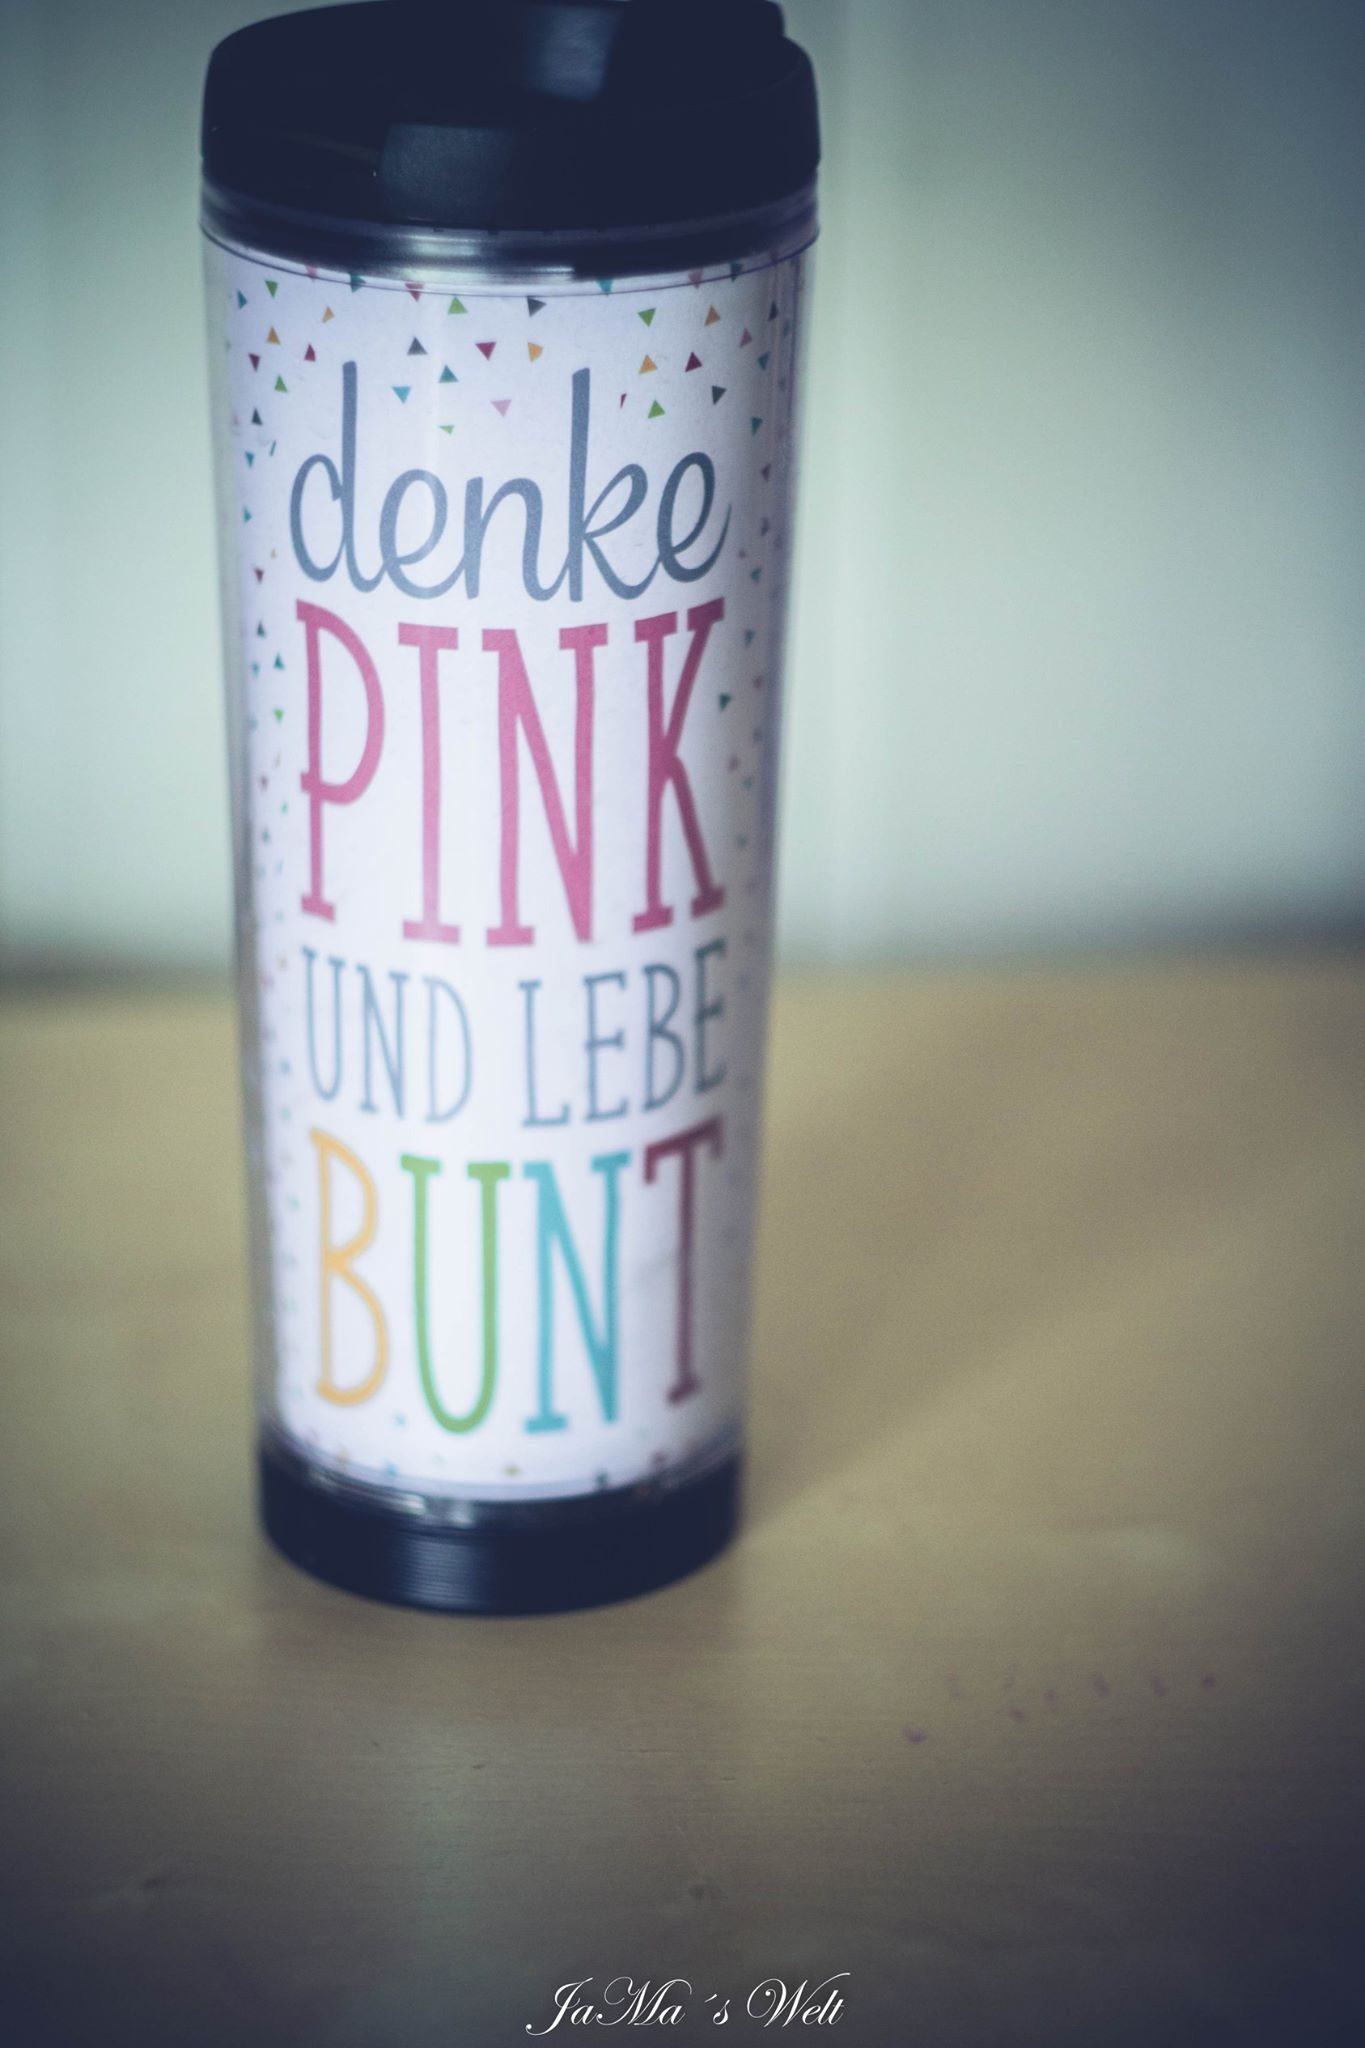 denke
PINK
UND LEBE
BUNT
JaMa´s Welt